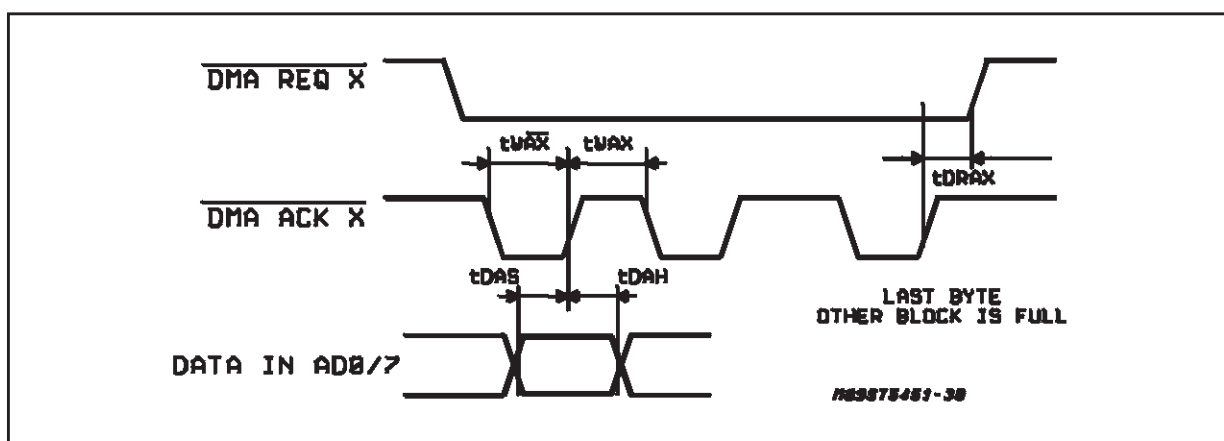 DMA REQ X
tWAX tWAX
tDRAX
DMA ACK X
tDAS tDAH
LAST BYTE
OTHER BLOCK IS FULL
DATA IN AD0/7